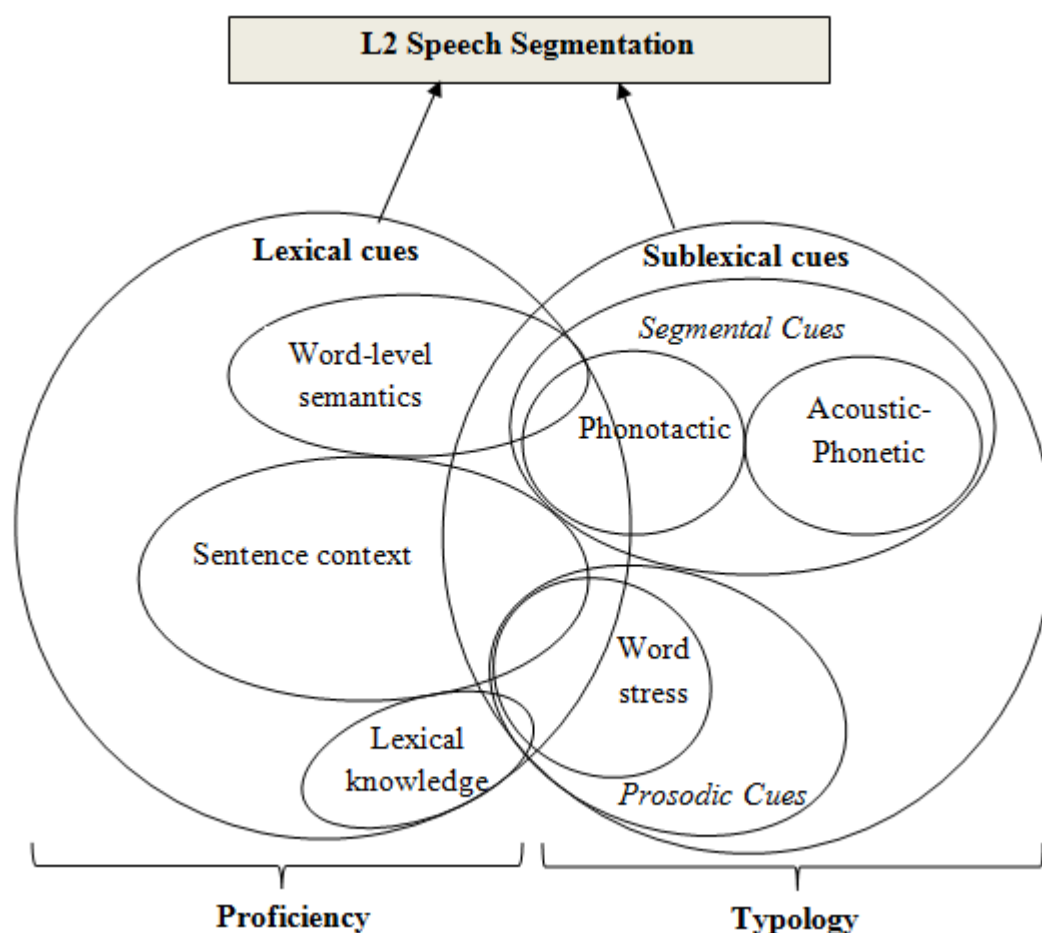 L2 Speech Segmentation
Lexical cues
Sublexical cues
Word-level
semantics
Segmental Cues
Phonotactic
Acoustic-
Phonetic
Sentence context
Word
stress
Lexical
knowledge
Prosodic Cues
Proficiency
Typology